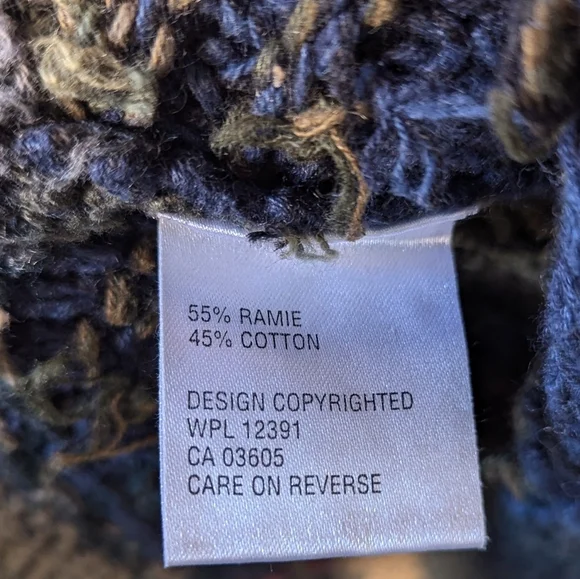 55% RAMIE
45% COTTON
DESIGN COPYRIGHTED
WPL 12391
CA 03605
CARE ON REVERSE